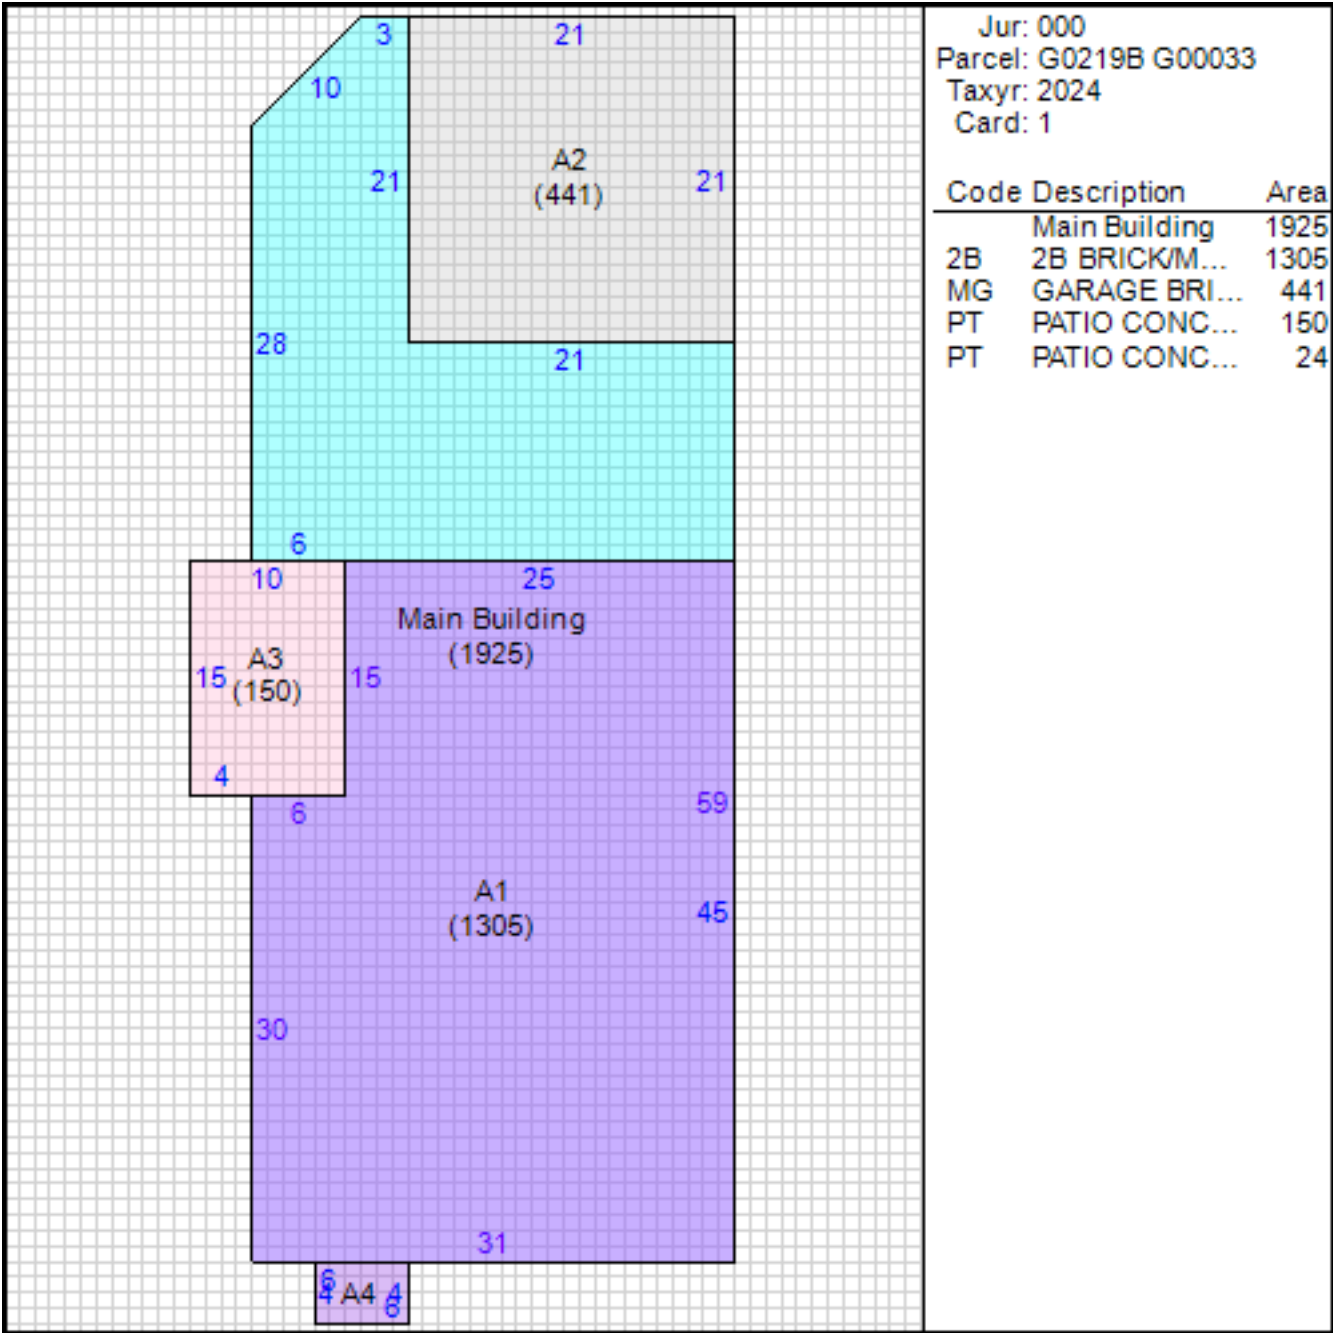 Jur: 000
Parcel: G0219B G00033
Taxyr: 2024
Card: 1
Code Description Area
Main Building 1925
2B 2B BRICK/M... 1305
MG GARAGE BRI... 441
PT PATIO CONC... 150
PT PATIO CONC... 24
3
21
10
A2
(441)
21
21
28
21
6
10
25
Main Building
(1925)
A3
(150)
15
15
4
6
59
A1
(1305)
45
30
31
6
4
A4
4
6